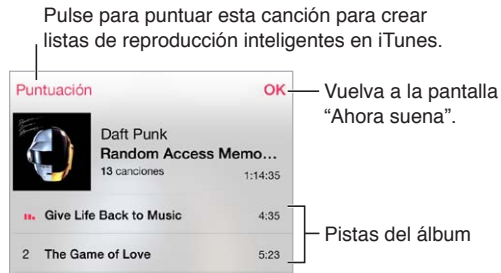 Pulse para puntuar esta canción para crear
listas de reproducción inteligentes en iTunes.
Puntuación
OK
Vuelva a la pantalla
“Ahora suena”.
Daft Punk
Random Access Memo...
13 canciones
1:14:35
Give Life Back to Music 4:35
Pistas del álbum
2 The Game of Love 5:23